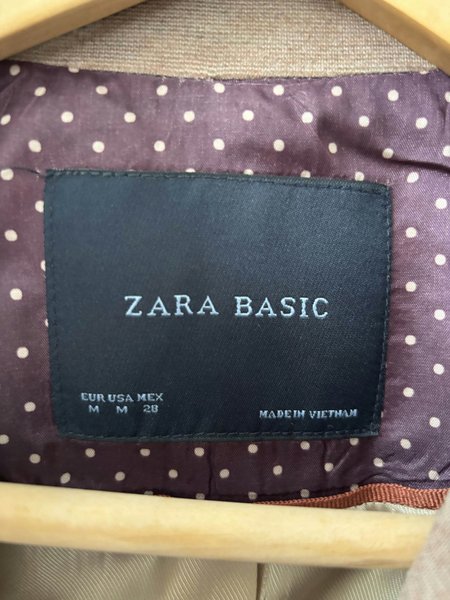 ZARA BASIC
EUR USA MEX
M M 28
MADE IN VIETNAM